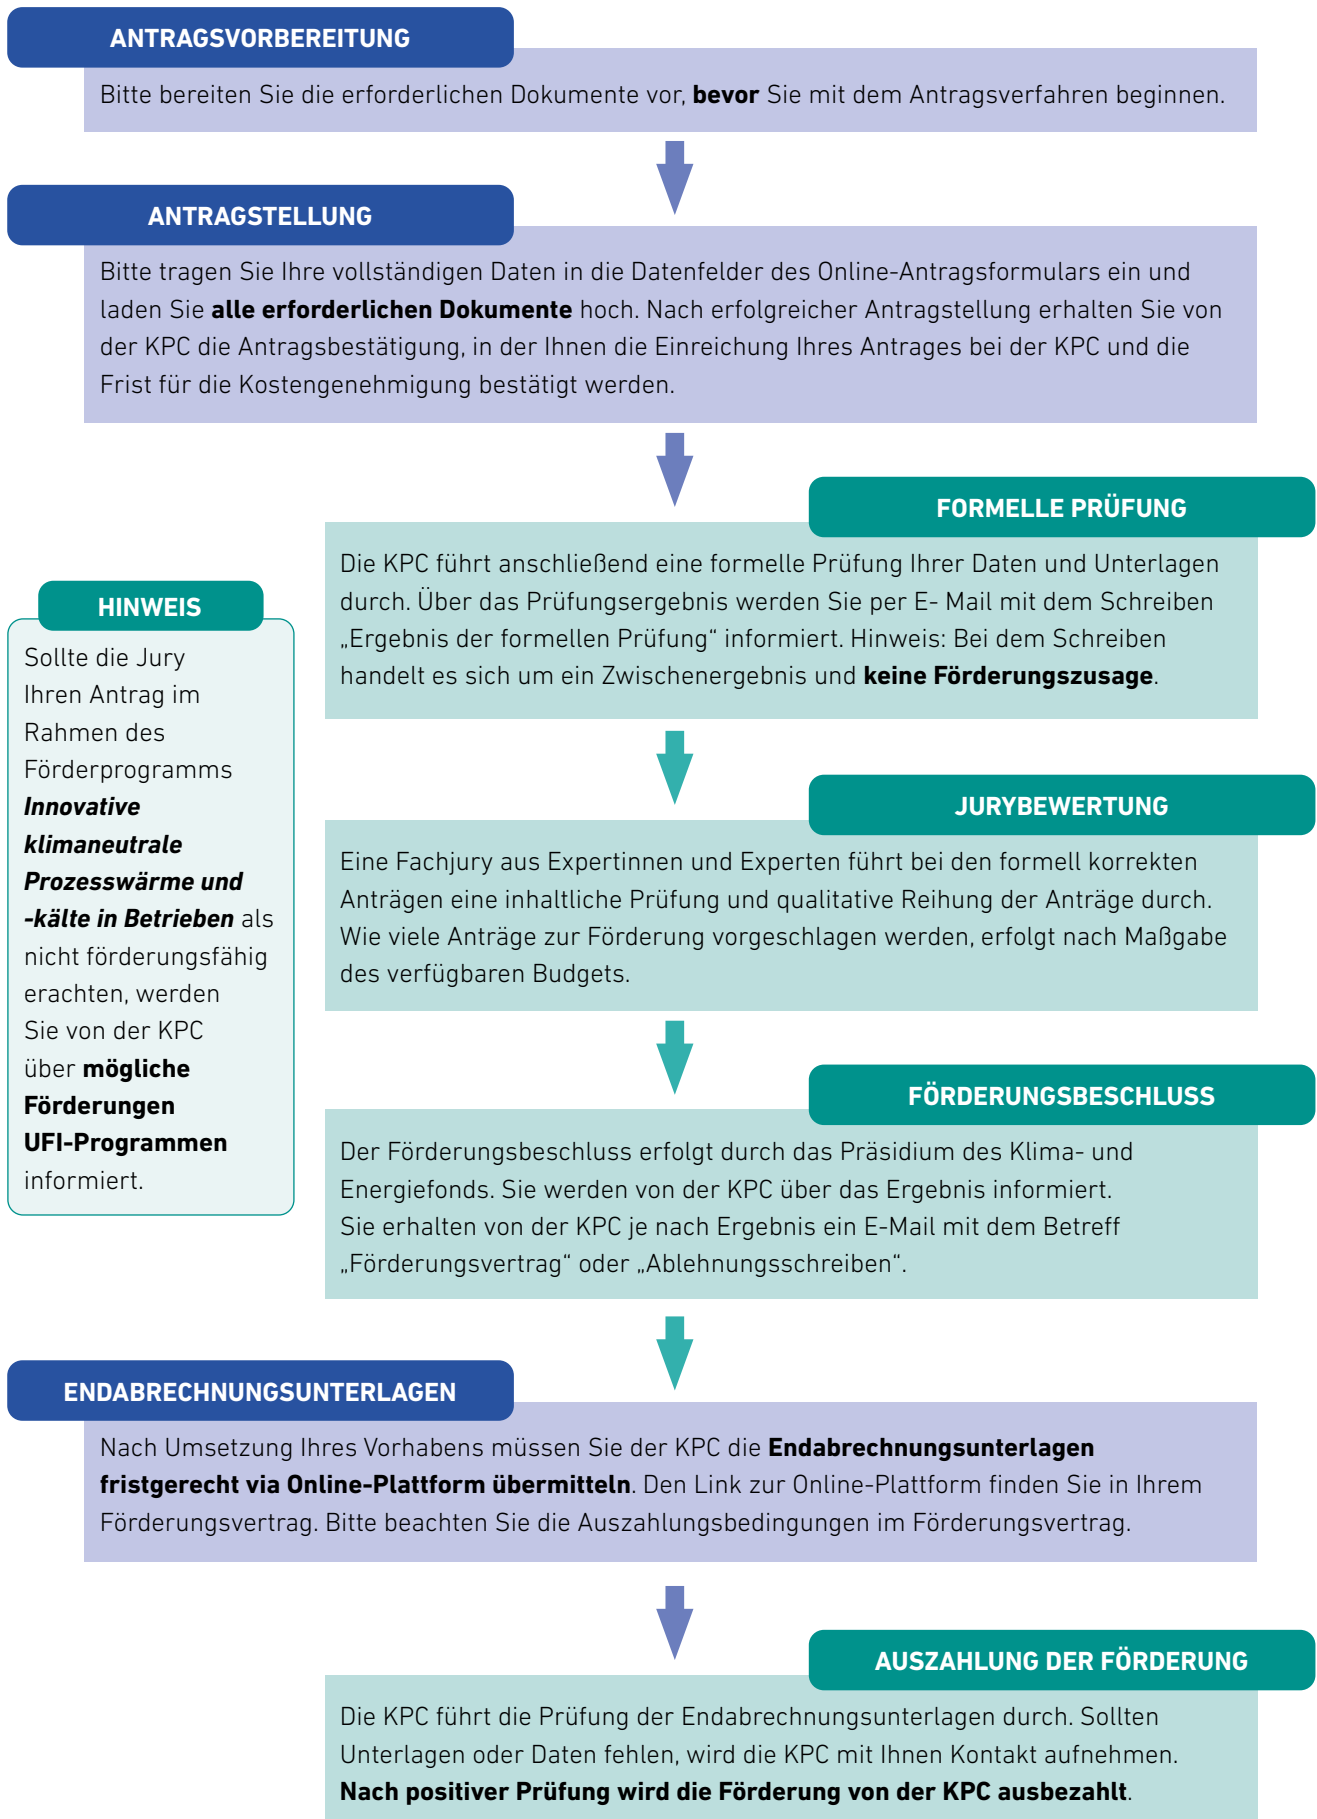 ANTRAGSVORBEREITUNG
Bitte bereiten Sie die erforderlichen Dokumente vor, bevor Sie mit dem Antragsverfahren beginnen.
ANTRAGSTELLUNG
Bitte tragen Sie Ihre vollständigen Daten in die Datenfelder des Online-Antragsformulars ein und
laden Sie alle erforderlichen Dokumente hoch. Nach erfolgreicher Antragstellung erhalten Sie von
der KPC die Antragsbestätigung, in der Ihnen die Einreichung Ihres Antrages bei der KPC und die
Frist für die Kostengenehmigung bestätigt werden.
FORMELLE PRÜFUNG
Die KPC führt anschließend eine formelle Prüfung Ihrer Daten und Unterlagen
durch. Über das Prüfungsergebnis werden Sie per E- Mail mit dem Schreiben
„Ergebnis der formellen Prüfung“ informiert. Hinweis: Bei dem Schreiben
handelt es sich um ein Zwischenergebnis und keine Förderungszusage.
HINWEIS
Sollte die Jury
Ihren Antrag im
Rahmen des
Förderprogramms
Innovative
klimaneutrale
Prozesswärme und
-kälte in Betrieben als
nicht förderungsfähig
erachten, werden
Sie von der KPC
über mögliche
Förderungen
UFI-Programmen
informiert.
JURYBEWERTUNG
Eine Fachjury aus Expertinnen und Experten führt bei den formell korrekten
Anträgen eine inhaltliche Prüfung und qualitative Reihung der Anträge durch.
Wie viele Anträge zur Förderung vorgeschlagen werden, erfolgt nach Maßgabe
des verfügbaren Budgets.
FÖRDERUNGSBESCHLUSS
Der Förderungsbeschluss erfolgt durch das Präsidium des Klima- und
Energiefonds. Sie werden von der KPC über das Ergebnis informiert.
Sie erhalten von der KPC je nach Ergebnis ein E-Mail mit dem Betreff
„Förderungsvertrag“ oder „Ablehnungsschreiben“.
ENDABRECHNUNGSUNTERLAGEN
Nach Umsetzung Ihres Vorhabens müssen Sie der KPC die Endabrechnungsunterlagen
fristgerecht via Online-Plattform übermitteln. Den Link zur Online-Plattform finden Sie in Ihrem
Förderungsvertrag. Bitte beachten Sie die Auszahlungsbedingungen im Förderungsvertrag.
AUSZAHLUNG DER FÖRDERUNG
Die KPC führt die Prüfung der Endabrechnungsunterlagen durch. Sollten
Unterlagen oder Daten fehlen, wird die KPC mit Ihnen Kontakt aufnehmen.
Nach positiver Prüfung wird die Förderung von der KPC ausbezahlt.